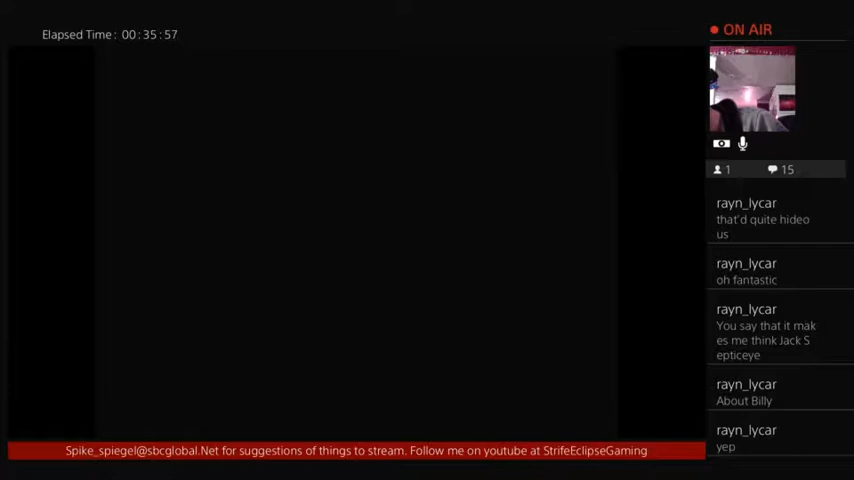 Elapsed Time: 00:35:57
ON AIR
1 15
rayn_lycar
that'd quite hideo
us
rayn_lycar
oh fantastic
rayn_lycar
You say that it mak
es me think Jack S
epticeye
rayn_lycar
About Billy
rayn_lycar
yep
Spike_spiegel@sbcglobal.Net for suggestions of things to stream. Follow me on youtube at StrifeEclipseGaming